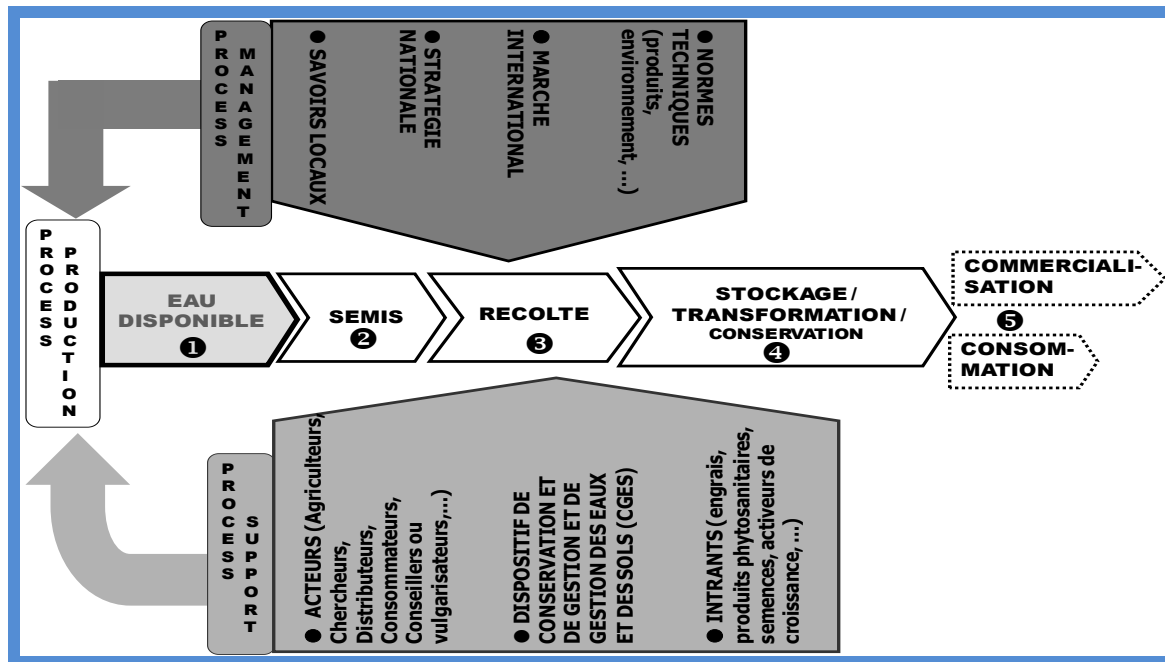 PROCESS
MANAGEMENT
● SAVOIRS LOCAUX
● STRATEGIE
NATIONALE
● MARCHE
INTERNATIONAL
● NORMES
TECHNIQUES
(produits,
environnement, ...)
PROCESS
PRODUCTION
EAU
DISPONIBLE
❶
SEMIS
❷
RECOLTE
❸
STOCKAGE /
TRANSFORMATION /
CONSERVATION
❹
COMMERCIALI-
SATION
❺
CONSOM-
MATION
PROCESS
SUPPORT
● ACTEURS (Agriculteurs,
Chercheurs,
Distributeurs,
Consommateurs,
Conseillers ou
vulgarisateurs,...)
● DISPOSITIF DE
CONSERVATION ET
DE GESTION ET DE
GESTION DES EAUX
ET DES SOLS (CGES)
● INTRANTS (engrais,
produits phytosanitaires,
semences, activeurs de
croissance, ...)